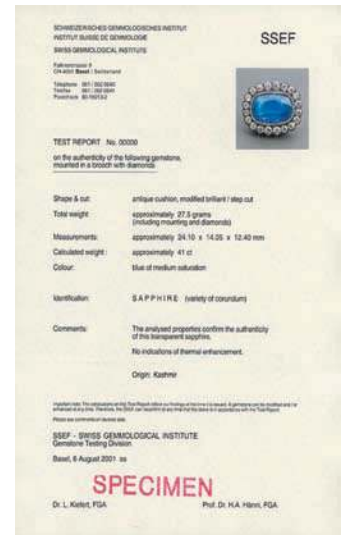 SCHWEIZERISCHES GEMMOLOGISCHES INSTITUT
INSTITUT SUISSE DE GEMMOLOGIE
SWISS GEMMOLOGICAL INSTITUTE
SSEF
Falknerstrasse 9
CH-4001 Basel / Switzerland
Telephone
Telefax
Postcheck
TEST REPORT No. 00000
on the authenticity of the following gemstone,
mounted in a brooch with diamonds
Shape & cut: antique cushion, modified brilliant / step cut
Total weight approximately 27.5 grams
(including mounting and diamonds)
Measurements: approximately 24.10 x 14.35 x 12.40 mm
Calculated weight : approximately 41 ct
Colour: blue of medium saturation
Identification: SAPPHIRE (variety of corundum)
Comments: The analysed properties confirm the authenticity
of this transparent sapphire.
No indications of thermal enhancement.
Origin: Kashmir
SSEF - SWISS GEMMOLOGICAL INSTITUTE
Gemstone Testing Division
Basel, 6 August 2001 ss
SPECIMEN
Dr. L. Kiefert, FGA Prof. Dr. H.A. Hänni, FGA